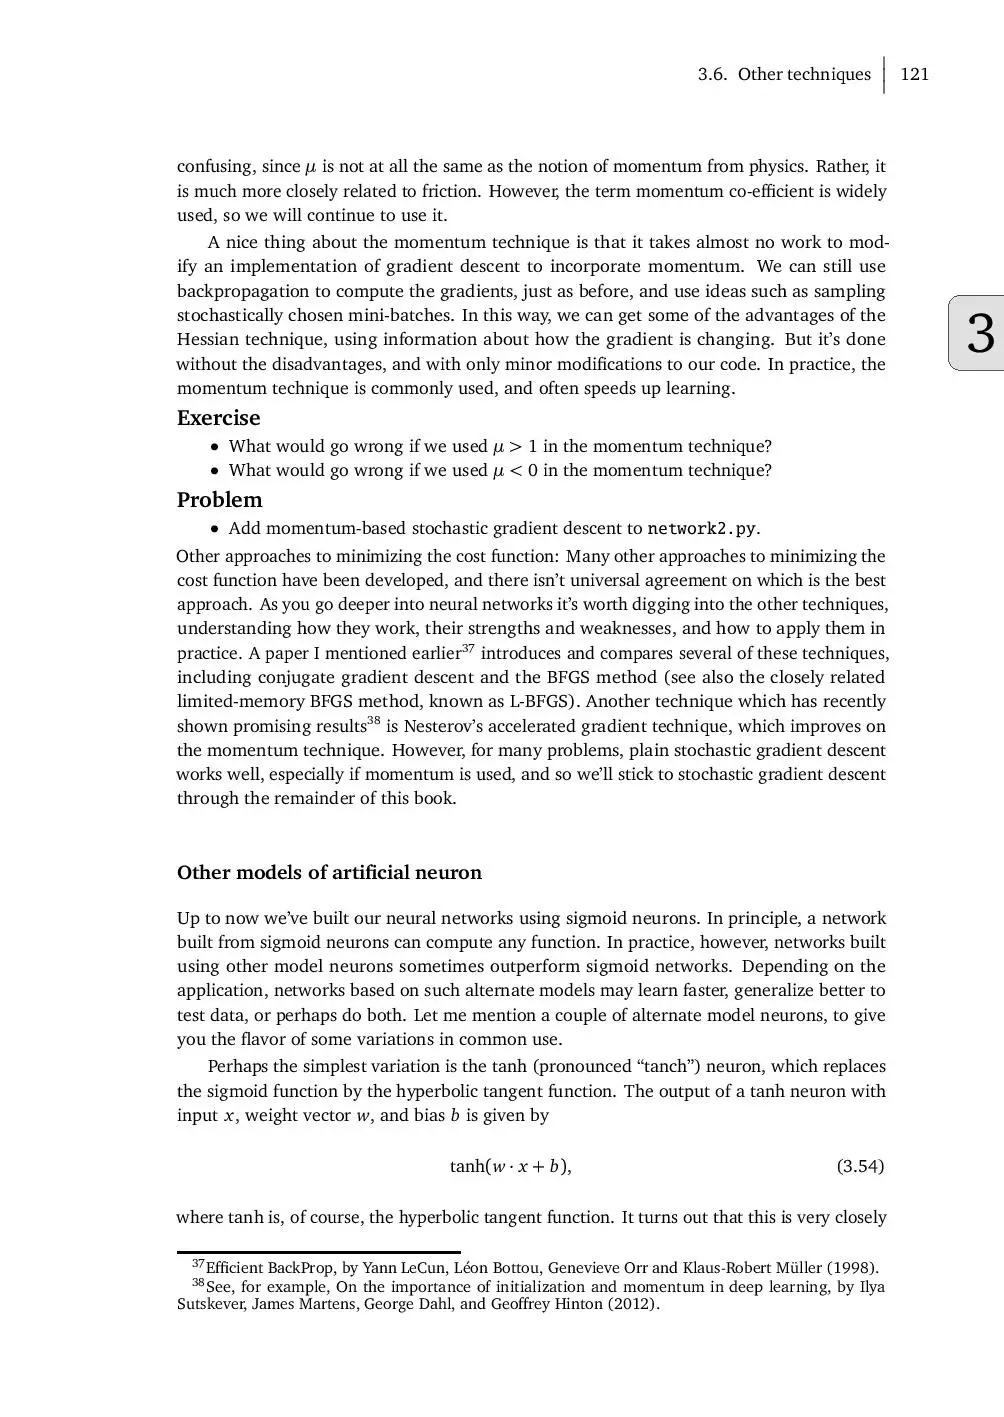 3.6. Other techniques 121
confusing, since μ is not at all the same as the notion of momentum from physics. Rather, it
is much more closely related to friction. However, the term momentum co-efficient is widely
used, so we will continue to use it.
A nice thing about the momentum technique is that it takes almost no work to mod-
ify an implementation of gradient descent to incorporate momentum. We can still use
backpropagation to compute the gradients, just as before, and use ideas such as sampling
stochastically chosen mini-batches. In this way, we can get some of the advantages of the
Hessian technique, using information about how the gradient is changing. But it's done
without the disadvantages, and with only minor modifications to our code. In practice, the
momentum technique is commonly used, and often speeds up learning.
3
Exercise
• What would go wrong if we used μ > 1 in the momentum technique?
• What would go wrong if we used μ < 0 in the momentum technique?
Problem
• Add momentum-based stochastic gradient descent to network2.py.
Other approaches to minimizing the cost function: Many other approaches to minimizing the
cost function have been developed, and there isn't universal agreement on which is the best
approach. As you go deeper into neural networks it's worth digging into the other techniques,
understanding how they work, their strengths and weaknesses, and how to apply them in
practice. A paper I mentioned earlier³⁷ introduces and compares several of these techniques,
including conjugate gradient descent and the BFGS method (see also the closely related
limited-memory BFGS method, known as L-BFGS). Another technique which has recently
shown promising results³⁸ is Nesterov's accelerated gradient technique, which improves on
the momentum technique. However, for many problems, plain stochastic gradient descent
works well, especially if momentum is used, and so we'll stick to stochastic gradient descent
through the remainder of this book.
Other models of artificial neuron
Up to now we've built our neural networks using sigmoid neurons. In principle, a network
built from sigmoid neurons can compute any function. In practice, however, networks built
using other model neurons sometimes outperform sigmoid networks. Depending on the
application, networks based on such alternate models may learn faster, generalize better to
test data, or perhaps do both. Let me mention a couple of alternate model neurons, to give
you the flavor of some variations in common use.
Perhaps the simplest variation is the tanh (pronounced “tanch”) neuron, which replaces
the sigmoid function by the hyperbolic tangent function. The output of a tanh neuron with
input x, weight vector w, and bias b is given by
tanh(w · x + b), (3.54)
where tanh is, of course, the hyperbolic tangent function. It turns out that this is very closely
³⁷Efficient BackProp, by Yann LeCun, Léon Bottou, Genevieve Orr and Klaus-Robert Müller (1998).
³⁸See, for example, On the importance of initialization and momentum in deep learning, by Ilya
Sutskever, James Martens, George Dahl, and Geoffrey Hinton (2012).